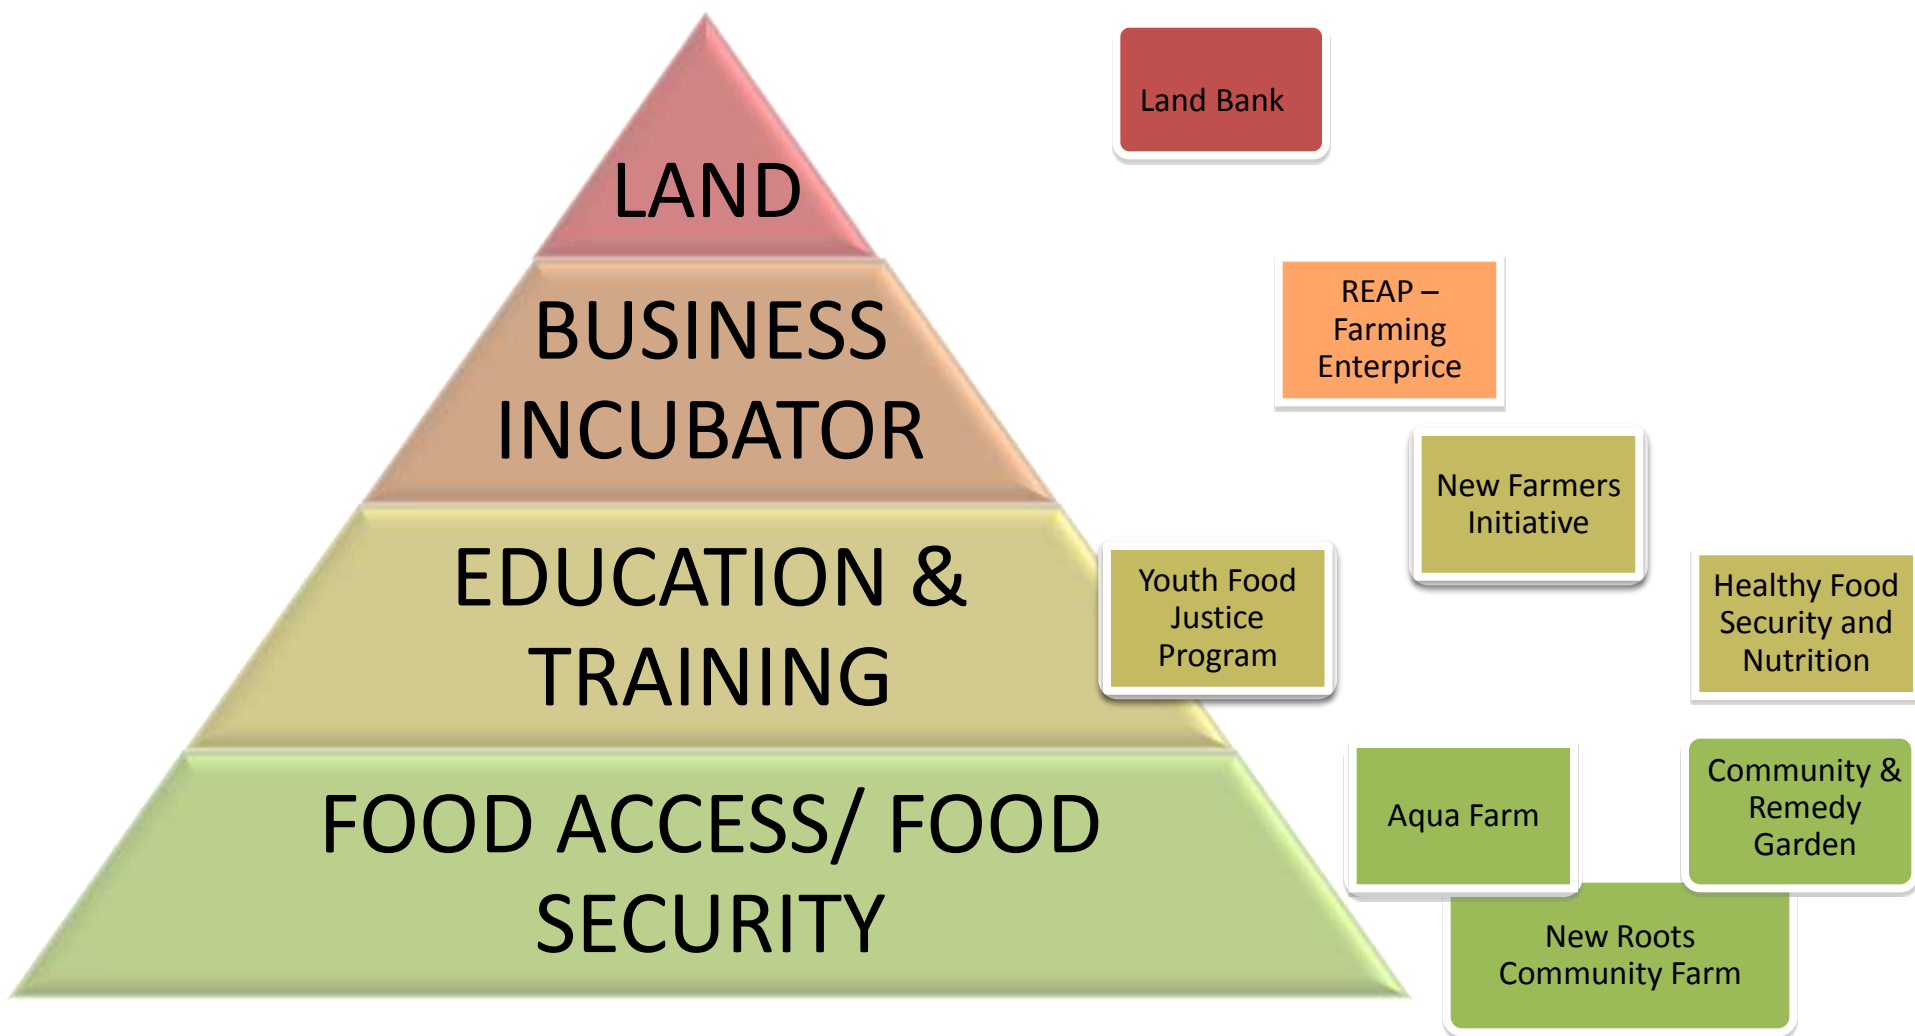 LAND
BUSINESS
INCUBATOR
EDUCATION &
TRAINING
FOOD ACCESS/ FOOD
SECURITY
Land Bank
REAP –
Farming
Enterprice
New Farmers
Initiative
Youth Food
Justice
Program
Healthy Food
Security and
Nutrition
Aqua Farm
Community &
Remedy
Garden
New Roots
Community Farm